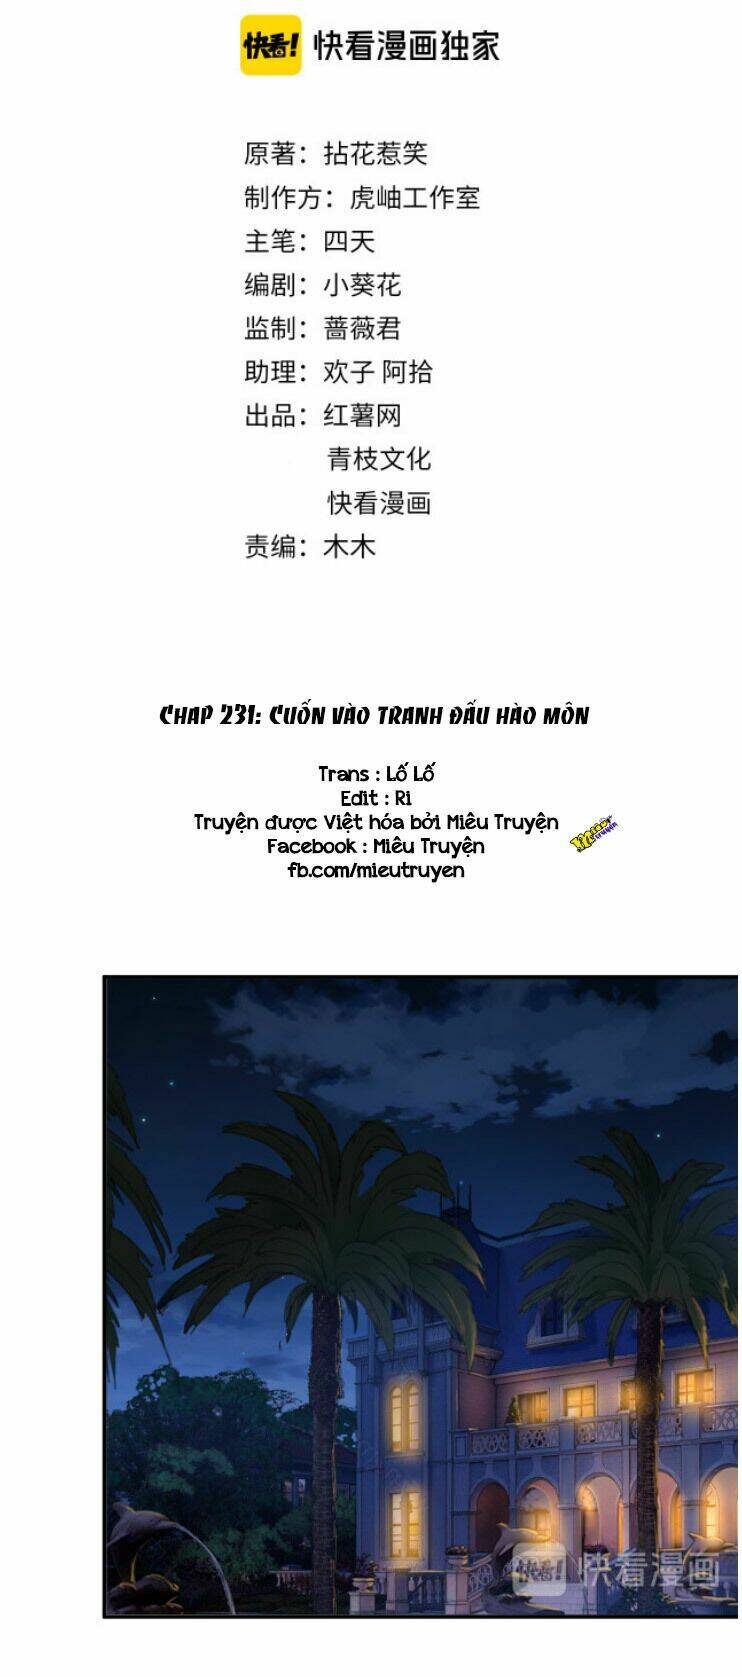 快看! 快看漫画独家
原著：拈花惹笑
制作方：虎岫工作室
主笔：四天
编剧：小葵花
监制：蔷薇君
助理：欢子 阿拾
出品：红薯网
青枝文化
快看漫画
责编：木木
Chap 231: Cuốn vào tranh đấu hào môn
Trans : Lố Lố
Edit : Ri
Truyện được Việt hóa bởi Miêu Truyện
Facebook : Miêu Truyện
fb.com/mieutruyen
Miêu truyện
快看! 快看漫画